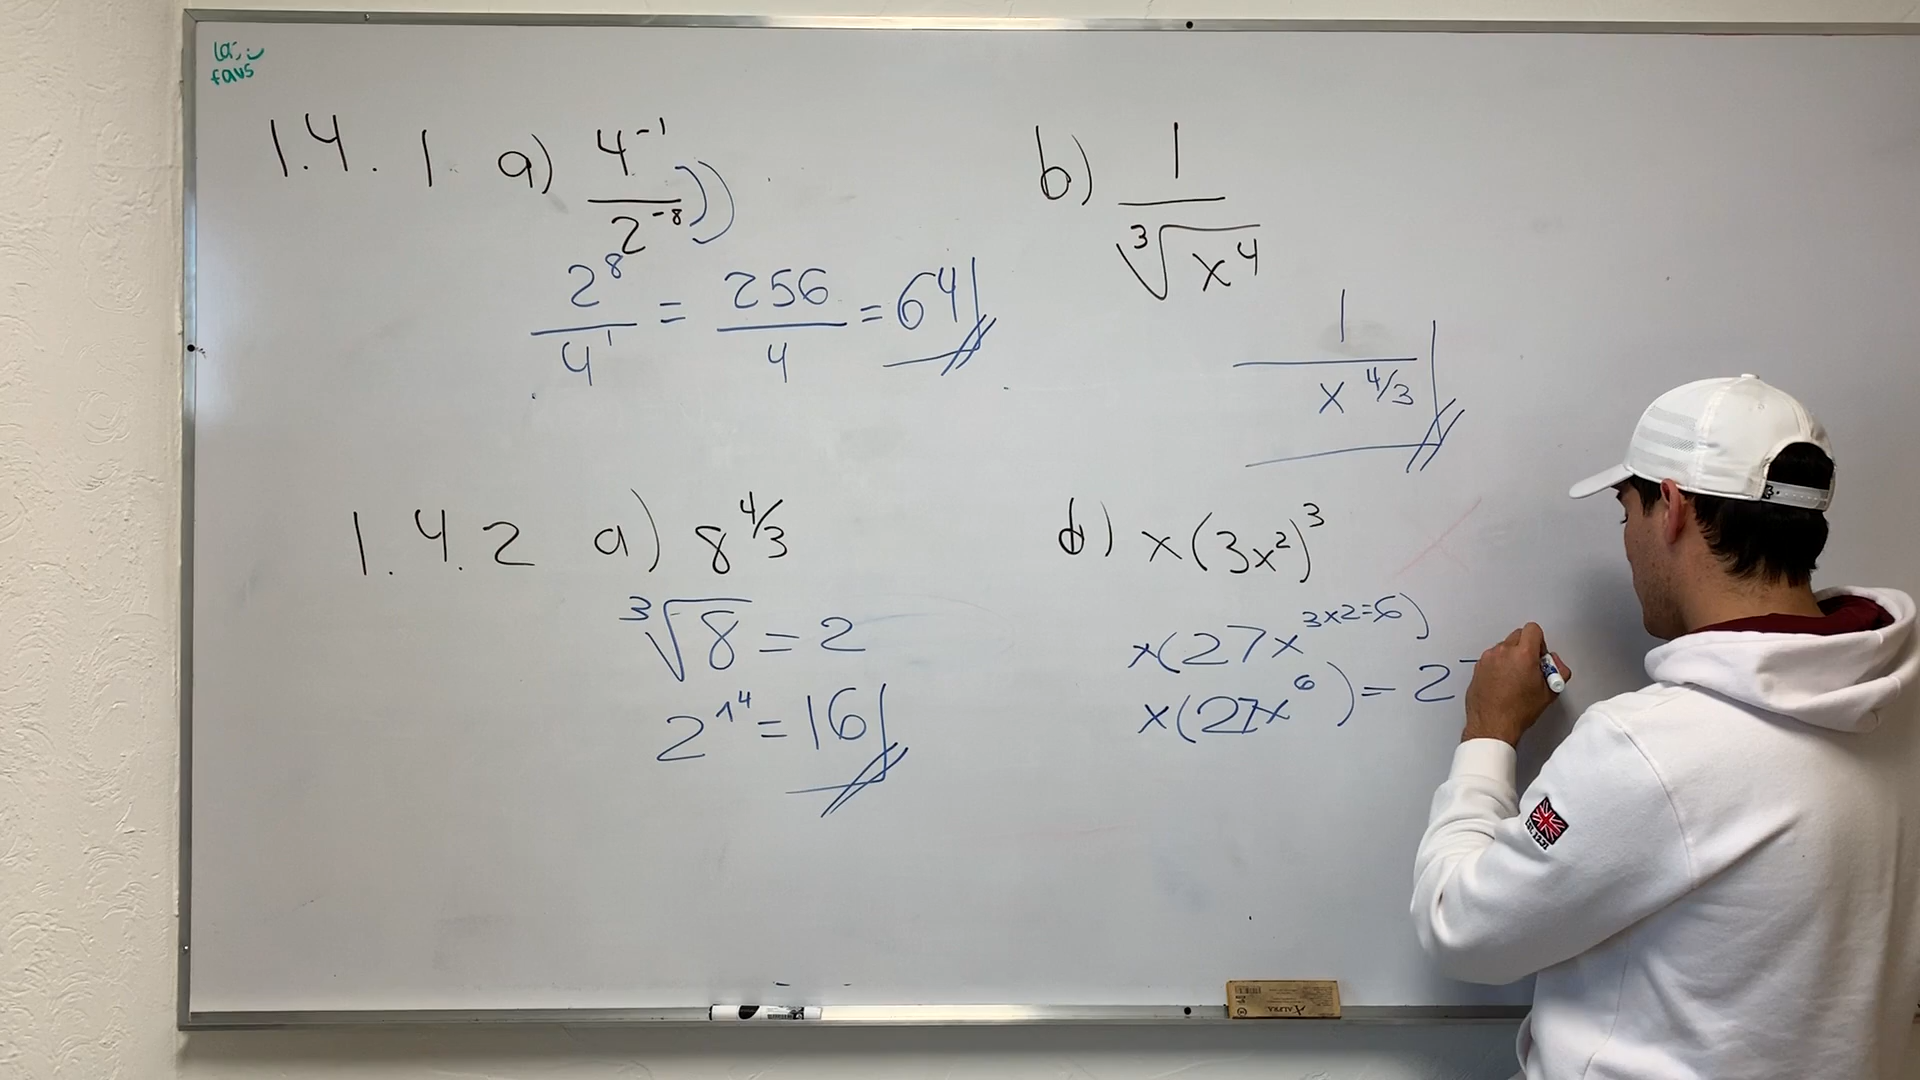 faus
1.4.1 a) 4^-1 / 2^-8
2^8 / 4^1 = 256 / 4 = 64
b) 1 / ∛x^4
1 / x^4/3
1.4.2 a) 8^4/3
∛8 = 2
2^^4 = 16
b) x(3x^2)^3
x(27x^3x2=6)
x(27x^6) = 27
ALPHA